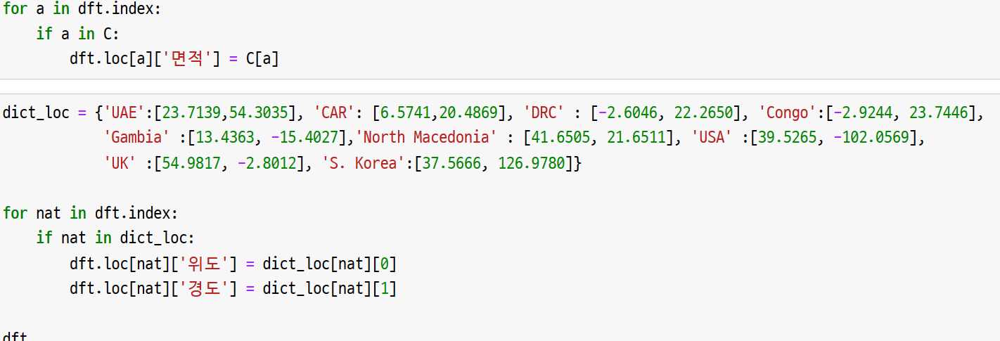 for a in dft.index:
    if a in C:
        dft.loc[a]['면적'] = C[a]
dict_loc = {'UAE':[23.7139,54.3035], 'CAR': [6.5741,20.4869], 'DRC' : [-2.6046, 22.2650], 'Congo':[-2.9244, 23.7446],
            'Gambia' :[13.4363, -15.4027],'North Macedonia' : [41.6505, 21.6511], 'USA' :[39.5265, -102.0569],
            'UK' :[54.9817, -2.8012], 'S. Korea':[37.5666, 126.9780]}
for nat in dft.index:
    if nat in dict_loc:
        dft.loc[nat]['위도'] = dict_loc[nat][0]
        dft.loc[nat]['경도'] = dict_loc[nat][1]
dft